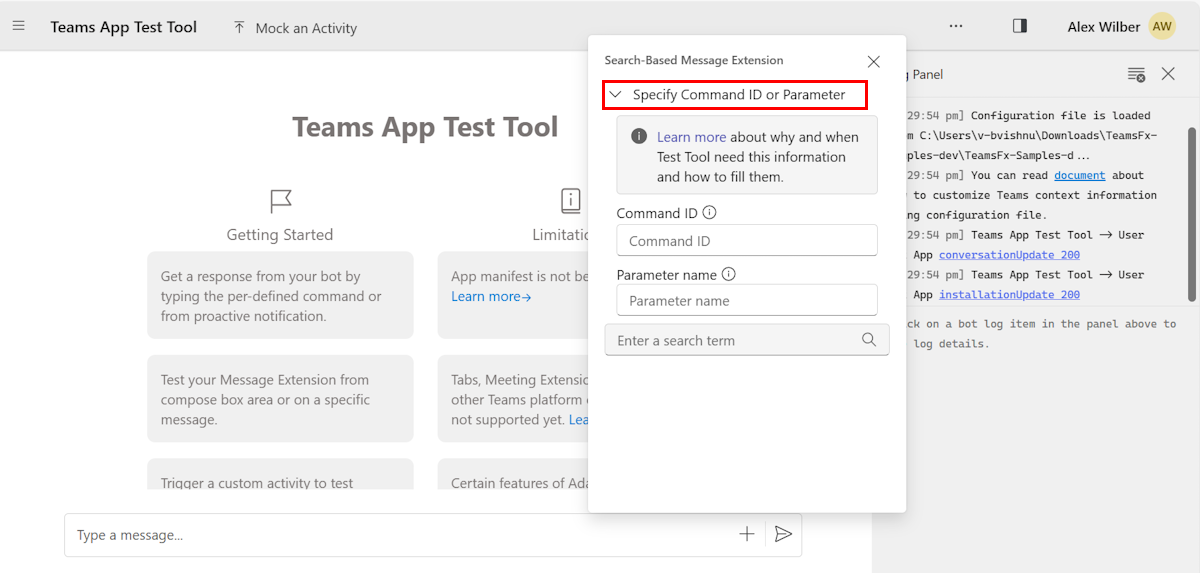 Teams App Test Tool
Mock an Activity
Alex Wilber
AW
Teams App Test Tool
Getting Started
Get a response from your bot by
typing the per-defined command or
from proactive notification.
Test your Message Extension from
compose box area or on a specific
message.
Trigger a custom activity to test
App manifest is not be
Learn more→
Tabs, Meeting Extensio
other Teams platform
not supported yet.
Certain features of Ada
Type a message...
Search-Based Message Extension
Specify Command ID or Parameter
Learn more about why and when
Test Tool need this information
and how to fill them.
Command ID
Command ID
Parameter name
Parameter name
Enter a search term
Panel
29:54 pm] Configuration file is loaded
C:\Users\v-bvishnu\Downloads\TeamsFx-
ples-dev\TeamsFx-Samples-d...
29:54 pm] You can read document about
to customize Teams context information
ng configuration file.
29:54 pm] Teams App Test Tool → User
App conversationUpdate 200
29:54 pm] Teams App Test Tool → User
App installationUpdate 200
ck on a bot log item in the panel above to
log details.